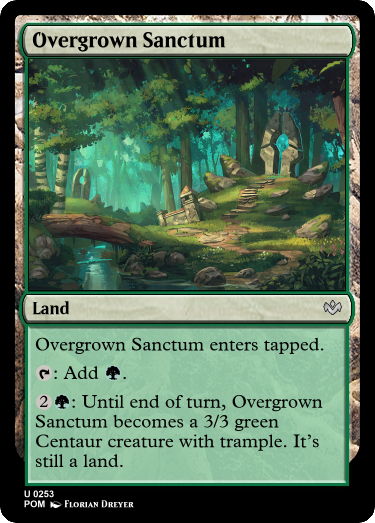 Overgrown Sanctum
Land
Overgrown Sanctum enters tapped.
: Add .
2 : Until end of turn, Overgrown
Sanctum becomes a 3/3 green
Centaur creature with trample. It's
still a land.
U 0253
POM Florian Dreyer